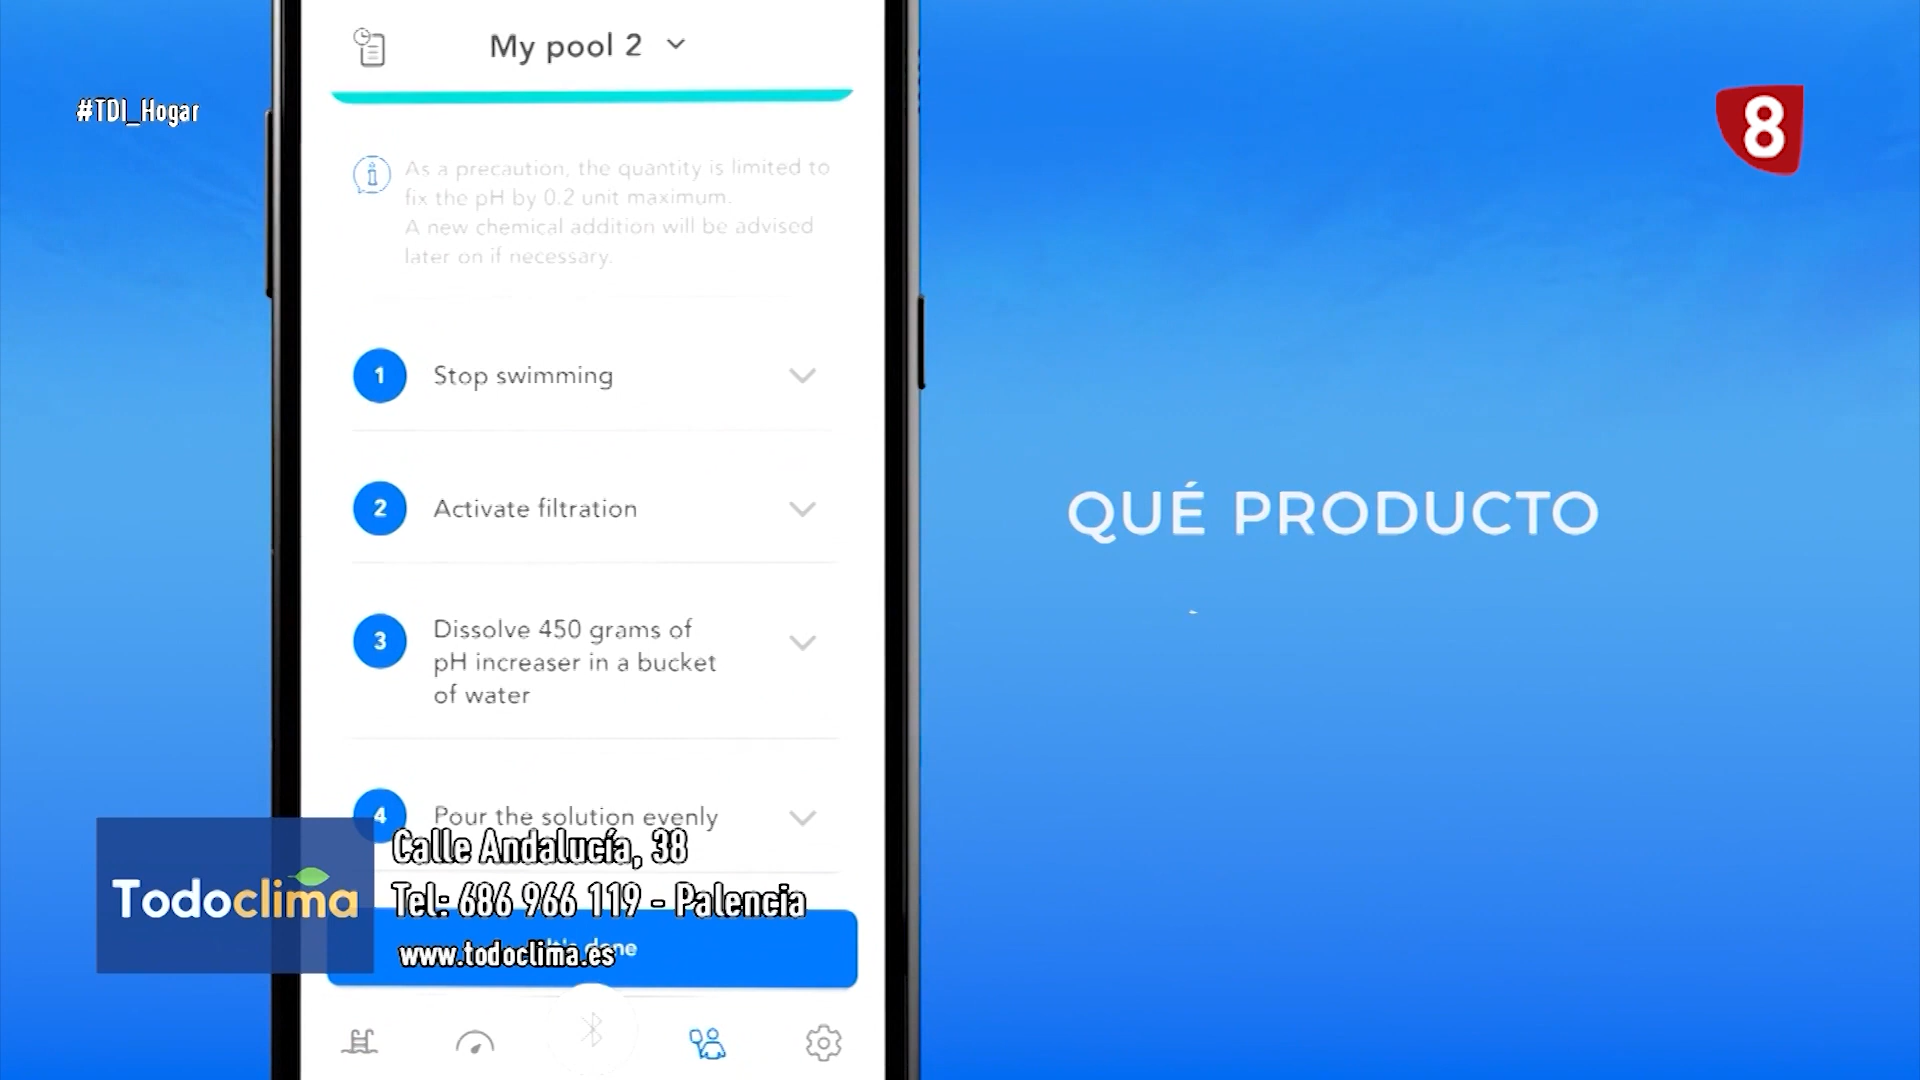 My pool 2
#TDI_Hogar
8
As a precaution, the quantity is limited to
fix the pH by 0.2 unit maximum.
A new chemical addition will be advised
later on if necessary.
1 Stop swimming
2 Activate filtration
QUÉ PRODUCTO
3 Dissolve 450 grams of
pH increaser in a bucket
of water
4 Pour the solution evenly
Todoclima
Calle Andalucía, 38
Tel: 686 966 119 - Palencia
www.todoclima.es
done